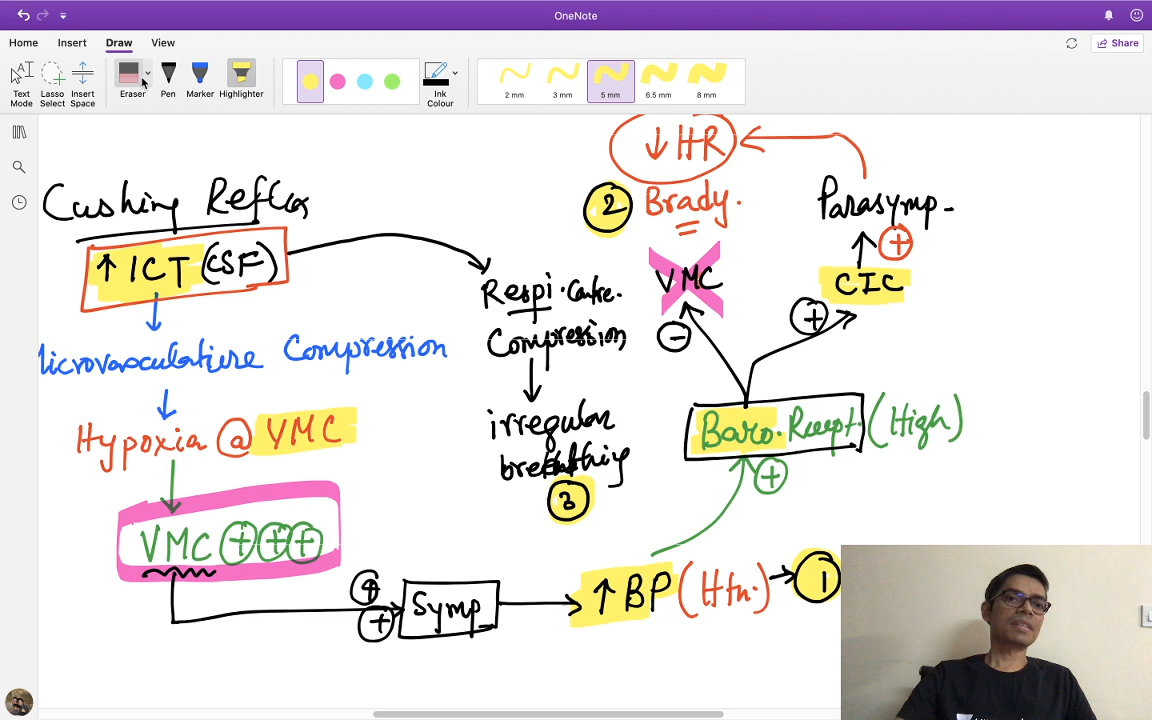 OneNote
Home Insert Draw View
Share
Text Mode
Lasso Select
Insert Space
Eraser
Pen
Marker
Highlighter
Ink Colour
2 mm 3 mm 5 mm 6.5 mm 8 mm
Cushing Reflex
↑ ICT (CSF)
Microvasculature Compression
Hypoxia @ VMC
VMC + + +
+
+
Symp
Respi. Centre.
Compression
irregular
breathing
3
↓ HR
2 Brady.
VMC
-
Parasymp -
+
CIC
+
Baro. Recept. (High)
+
↑ BP (Htn.) → 1